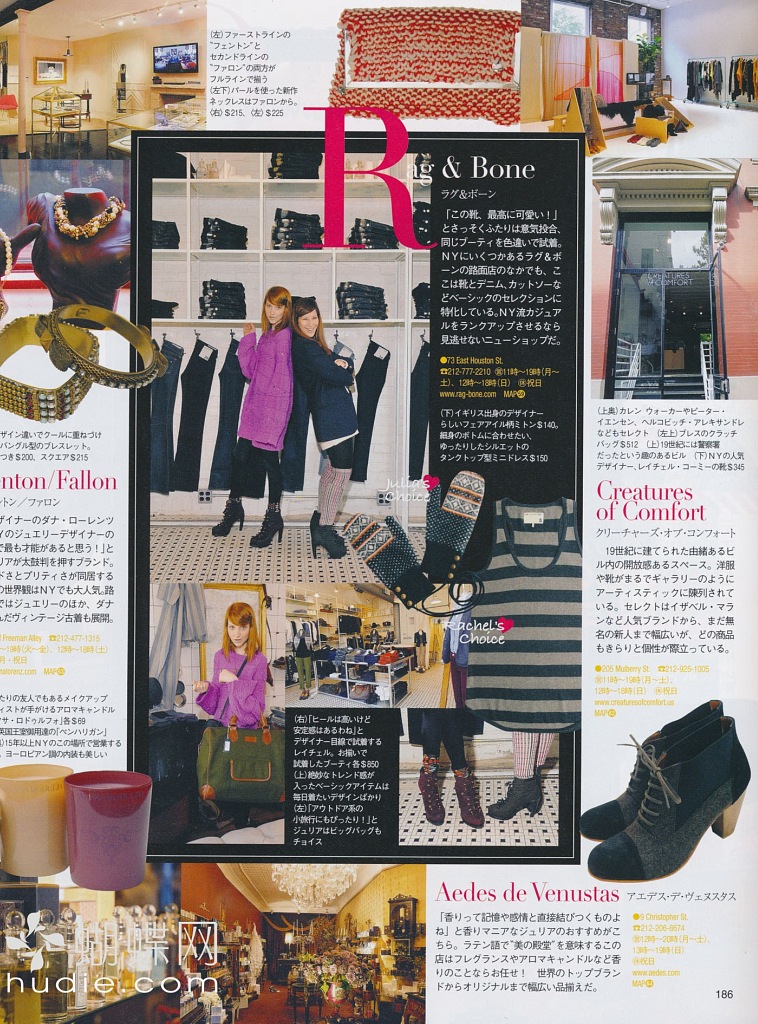 (左)ファーストラインの
“フェントン”と
セカンドラインの
“ファロン”の両方が
フルラインで揃う
(左下)パールを使った新作
ネックレスはファロンから。
(右)$215、(左)$225
Rag & Bone
ラグ&ボーン
「この靴、最高に可愛い!」
とさっそくふたりは意気投合、
同じブーティを色違いで試着。
NYにいくつかあるラグ&ボ
ーンの路面店のなかでも、こ
こは靴とデニム、カットソーな
どベーシックのセレクションに
特化している。NY流カジュア
ルをランクアップさせるなら
見逃せないニューショップだ。
●73 East Houston St.
☎212-777-2210 ㊺11時〜19時(月〜
土)、12時〜18時(日) ㊡祝日
www.rag-bone.com MAP
(下)イギリス出身のデザイナー
らしいフェアアイル柄ミトン$140。
細身のボトムに合わせたい、
ゆったりとしたシルエットの
タンクトップ型ミニドレス$150
Julia's
Choice
Rachel's
Choice
(右)「ヒールは高いけど
安定感はあるわね」と
デザイナー目線で試着する
レイチェル。お揃いで
試着したブーティ各$850
(上)絶妙なトレンド感が
入ったベーシックアイテムは
毎日着たいデザインばかり
(左)「アウトドア系の
小旅行にもぴったり!」と
ジュリアはビッグバッグも
チョイス
CREATURES
of COMFORT
(上奥)カレン ウォーカーやピーター・
イエンセン、ヘルコビッチ・アレキサンドレ
などもセレクト (左上)ブレスのクラッチ
バッグ$512 (上)19世紀には警察署
だったという趣のあるビル (下)NYの人気
デザイナー、レイチェル・コーミーの靴$345
Creatures
of Comfort
クリーチャーズ・オブ・コンフォート
19世紀に建てられた由緒あるビ
ル内の開放感あるスペース。洋服
や靴がまるでギャラリーのように
アーティスティックに陳列されて
いる。セレクトはイザベル・マラ
ンなど人気ブランドから、まだ無
名の新人まで幅広いが、どの商品
もきらりと個性が際立っている。
●205 Mulberry St. ☎212-925-1005
11時〜19時(月〜土)、
12時〜18時(日) ㊡祝日
www.creaturesofcomfort.us
MAP
ザイン違いでクールに重ねづけ
バングル型のブレスレット。
つき$200、スクエア$215
enton/Fallon
ントン/ファロン
ザイナーのダナ・ローレンツ
Yのジュエリーデザイナー
で最も才能があると思う!」と
リアが太鼓判を押すブランド。
ドさとプリティさが同居する
の世界観はNYでも大人気。路
ではジュエリーのほか、ダナ
んだヴィンテージ古着も展開。
Freeman Alley ☎212-477-1315
〜19時(火〜金)、13時〜18時(土)
月・祝日
nalorenz.com MAP
たりの友人でもあるメイクアップ
ィストが手がけるアロマキャンドル
サ・ロドゥルフォ」各$69
英国王室御用達の「ペンハリガン」
)15年以上NYのこの場所で営業する
。ヨーロピアン調の内装も美しい
Aedes de Venustas アエデス・デ・ヴェヌスタス
「香りって記憶や感情と直接結びつくものよ
ね」と香りマニアなジュリアのおすすめがこ
ちら。ラテン語で“美の殿堂”を意味するこの
店はフレグランスやアロマキャンドルなど香
りのことならお任せ! 世界のトップブラン
ドからオリジナルまで幅広い品揃えだ。
●9 Christopher St.
☎212-206-8674
12時〜20時(月〜土)、
13時〜19時(日)
㊡祝日
www.aedes.com
MAP
186
蝴蝶网
hudie.com